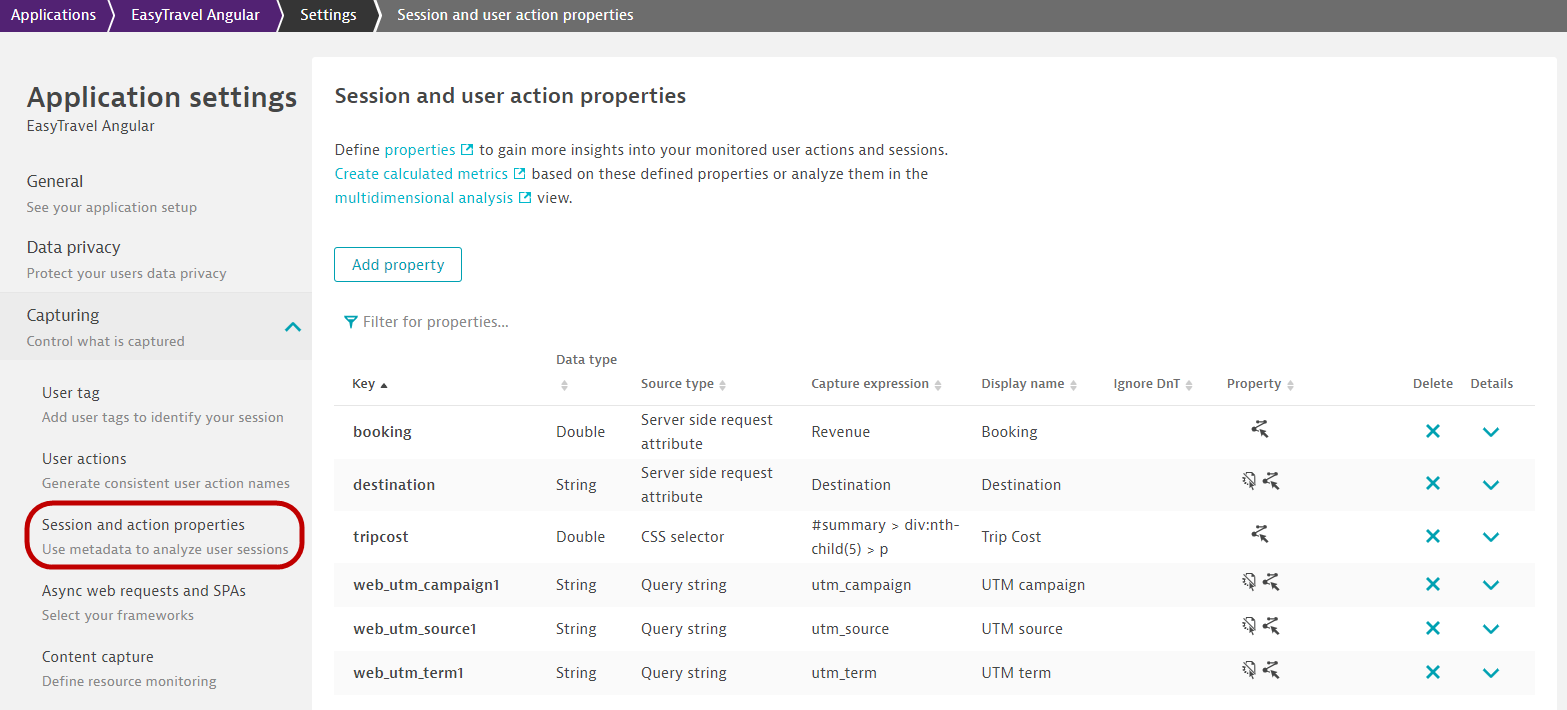 Applications EasyTravel Angular Settings Session and user action properties
Application settings
EasyTravel Angular
General
See your application setup
Data privacy
Protect your users data privacy
Capturing
Control what is captured
User tag
Add user tags to identify your session
User actions
Generate consistent user action names
Session and action properties
Use metadata to analyze user sessions
Async web requests and SPAs
Select your frameworks
Content capture
Define resource monitoring
Session and user action properties
Define properties to gain more insights into your monitored user actions and sessions.
Create calculated metrics based on these defined properties or analyze them in the
multidimensional analysis view.
Add property
Filter for properties...
Key Data type Source type Capture expression Display name Ignore DnT Property Delete Details
booking Double Server side request attribute Revenue Booking
destination String Server side request attribute Destination Destination
tripcost Double CSS selector #summary > div:nth-child(5) > p Trip Cost
web_utm_campaign1 String Query string utm_campaign UTM campaign
web_utm_source1 String Query string utm_source UTM source
web_utm_term1 String Query string utm_term UTM term